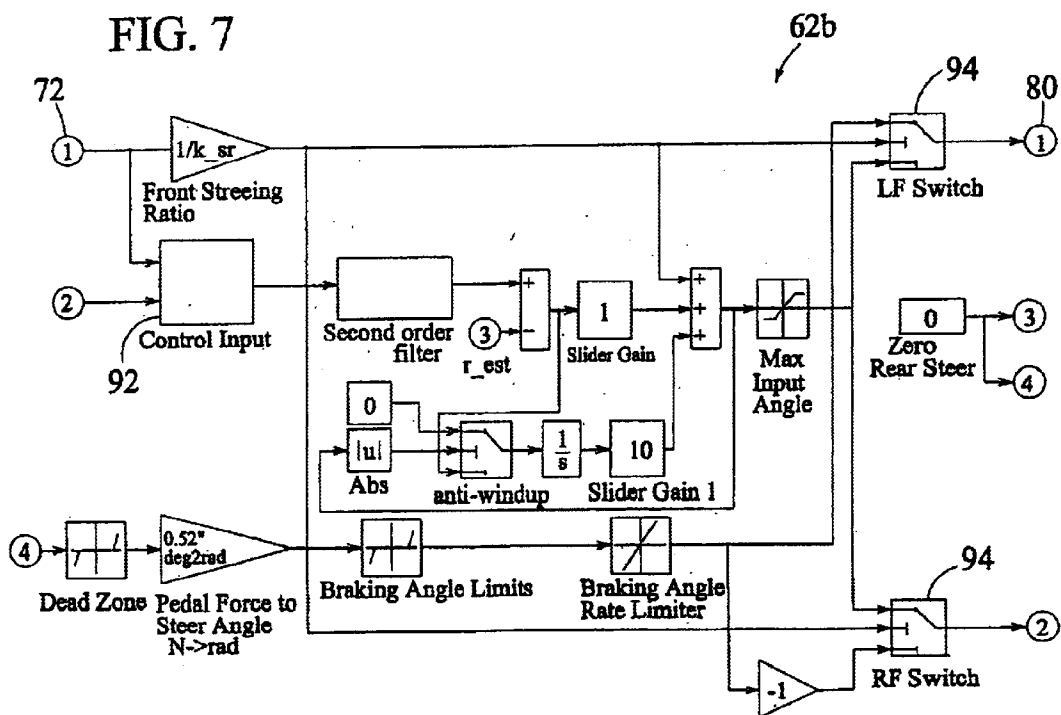 FIG. 7
62b
72
94
80
1
1/k_sr
1
Front Streeing
Ratio
LF Switch
2
Control Input
92
Second order
filter
+
-
3
r_est
1
Slider Gain
+
+
+
Max
Input
Angle
0
Zero
Rear Steer
3
4
0
|u|
Abs
anti-windup
1
s
10
Slider Gain 1
4
Dead Zone
0.52"
deg2rad
Pedal Force to
Steer Angle
N->rad
Braking Angle Limits
Braking Angle
Rate Limiter
94
2
-1
RF Switch